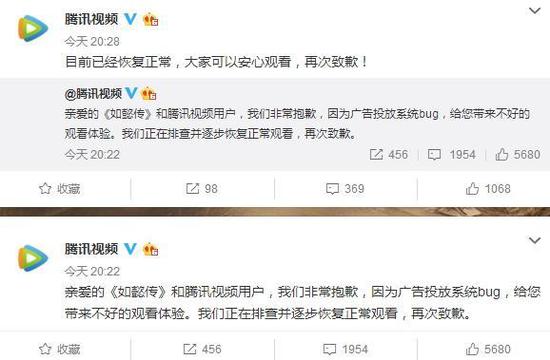 腾讯视频
今天 20:28
目前已经恢复正常，大家可以安心观看，再次致歉！
@腾讯视频
亲爱的《如懿传》和腾讯视频用户，我们非常抱歉，因为广告投放系统bug，给您带来不好的
观看体验。我们正在排查并逐步恢复正常观看，再次致歉。
今天 20:22 456 1954 5680
收藏 98 369 1068
腾讯视频
今天 20:22
亲爱的《如懿传》和腾讯视频用户，我们非常抱歉，因为广告投放系统bug，给您
带来不好的观看体验。我们正在排查并逐步恢复正常观看，再次致歉。
收藏 456 1954 5680